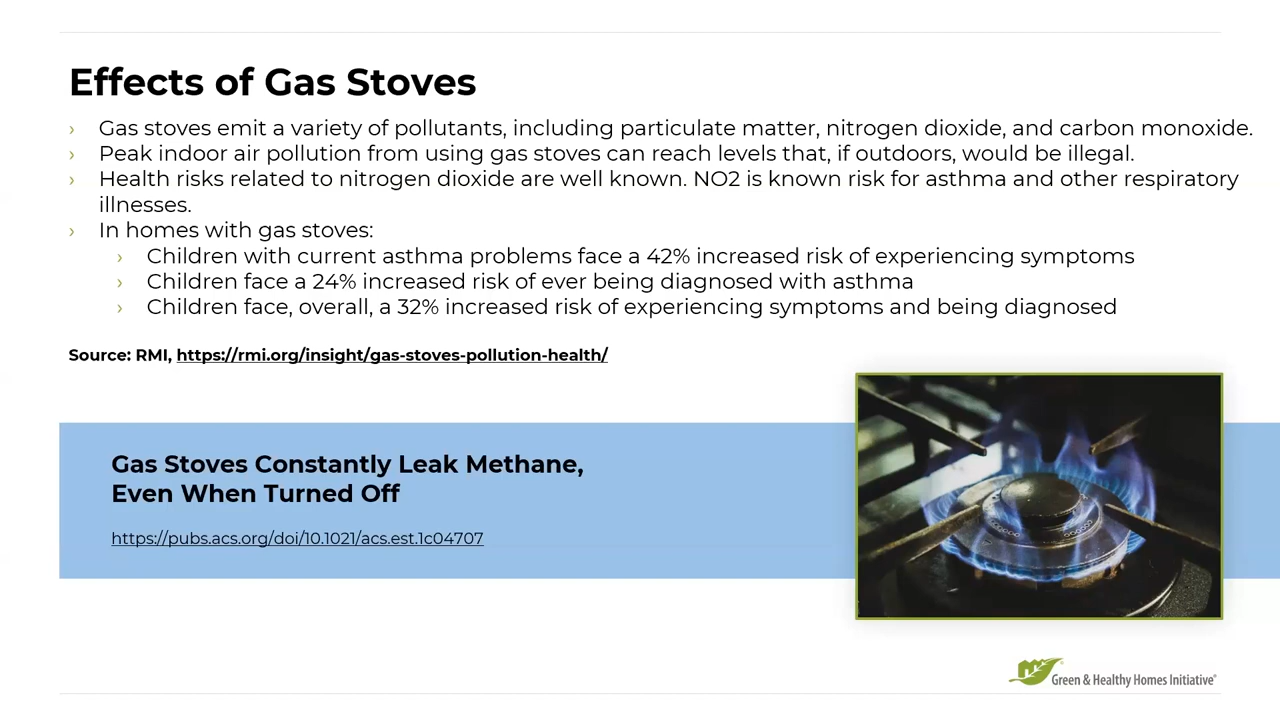 Effects of Gas Stoves
› Gas stoves emit a variety of pollutants, including particulate matter, nitrogen dioxide, and carbon monoxide.
› Peak indoor air pollution from using gas stoves can reach levels that, if outdoors, would be illegal.
› Health risks related to nitrogen dioxide are well known. NO2 is known risk for asthma and other respiratory
illnesses.
› In homes with gas stoves:
› Children with current asthma problems face a 42% increased risk of experiencing symptoms
› Children face a 24% increased risk of ever being diagnosed with asthma
› Children face, overall, a 32% increased risk of experiencing symptoms and being diagnosed
Source: RMI, https://rmi.org/insight/gas-stoves-pollution-health/
Gas Stoves Constantly Leak Methane,
Even When Turned Off
https://pubs.acs.org/doi/10.1021/acs.est.1c04707
Green & Healthy Homes Initiative®